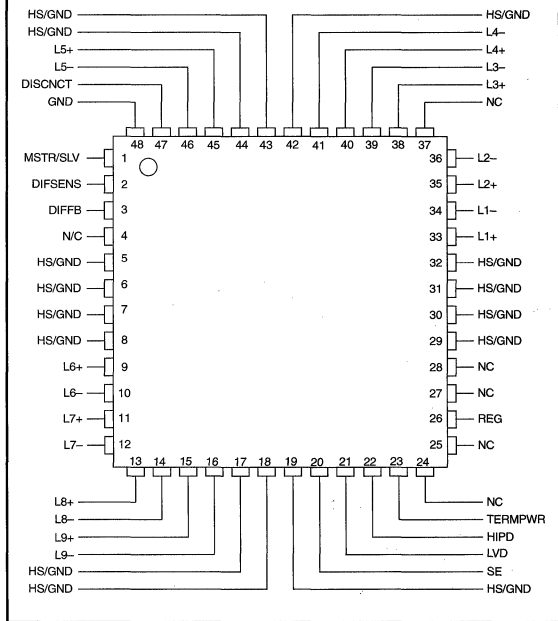 HS/GND HS/GND
HS/GND L4–
L5+ L4+
L5– L3–
DISCNCT L3+
GND NC
48 47 46 45 44 43 42 41 40 39 38 37
MSTR/SLV 1 36 L2–
DIFSENS 2 35 L2+
DIFFB 3 34 L1–
N/C 4 33 L1+
HS/GND 5 32 HS/GND
HS/GND 6 31 HS/GND
HS/GND 7 30 HS/GND
HS/GND 8 29 HS/GND
L6+ 9 28 NC
L6– 10 27 NC
L7+ 11 26 REG
L7– 12 25 NC
13 14 15 16 17 18 19 20 21 22 23 24
L8+ NC
L8– TERMPWR
L9+ HIPD
L9– LVD
HS/GND SE
HS/GND HS/GND